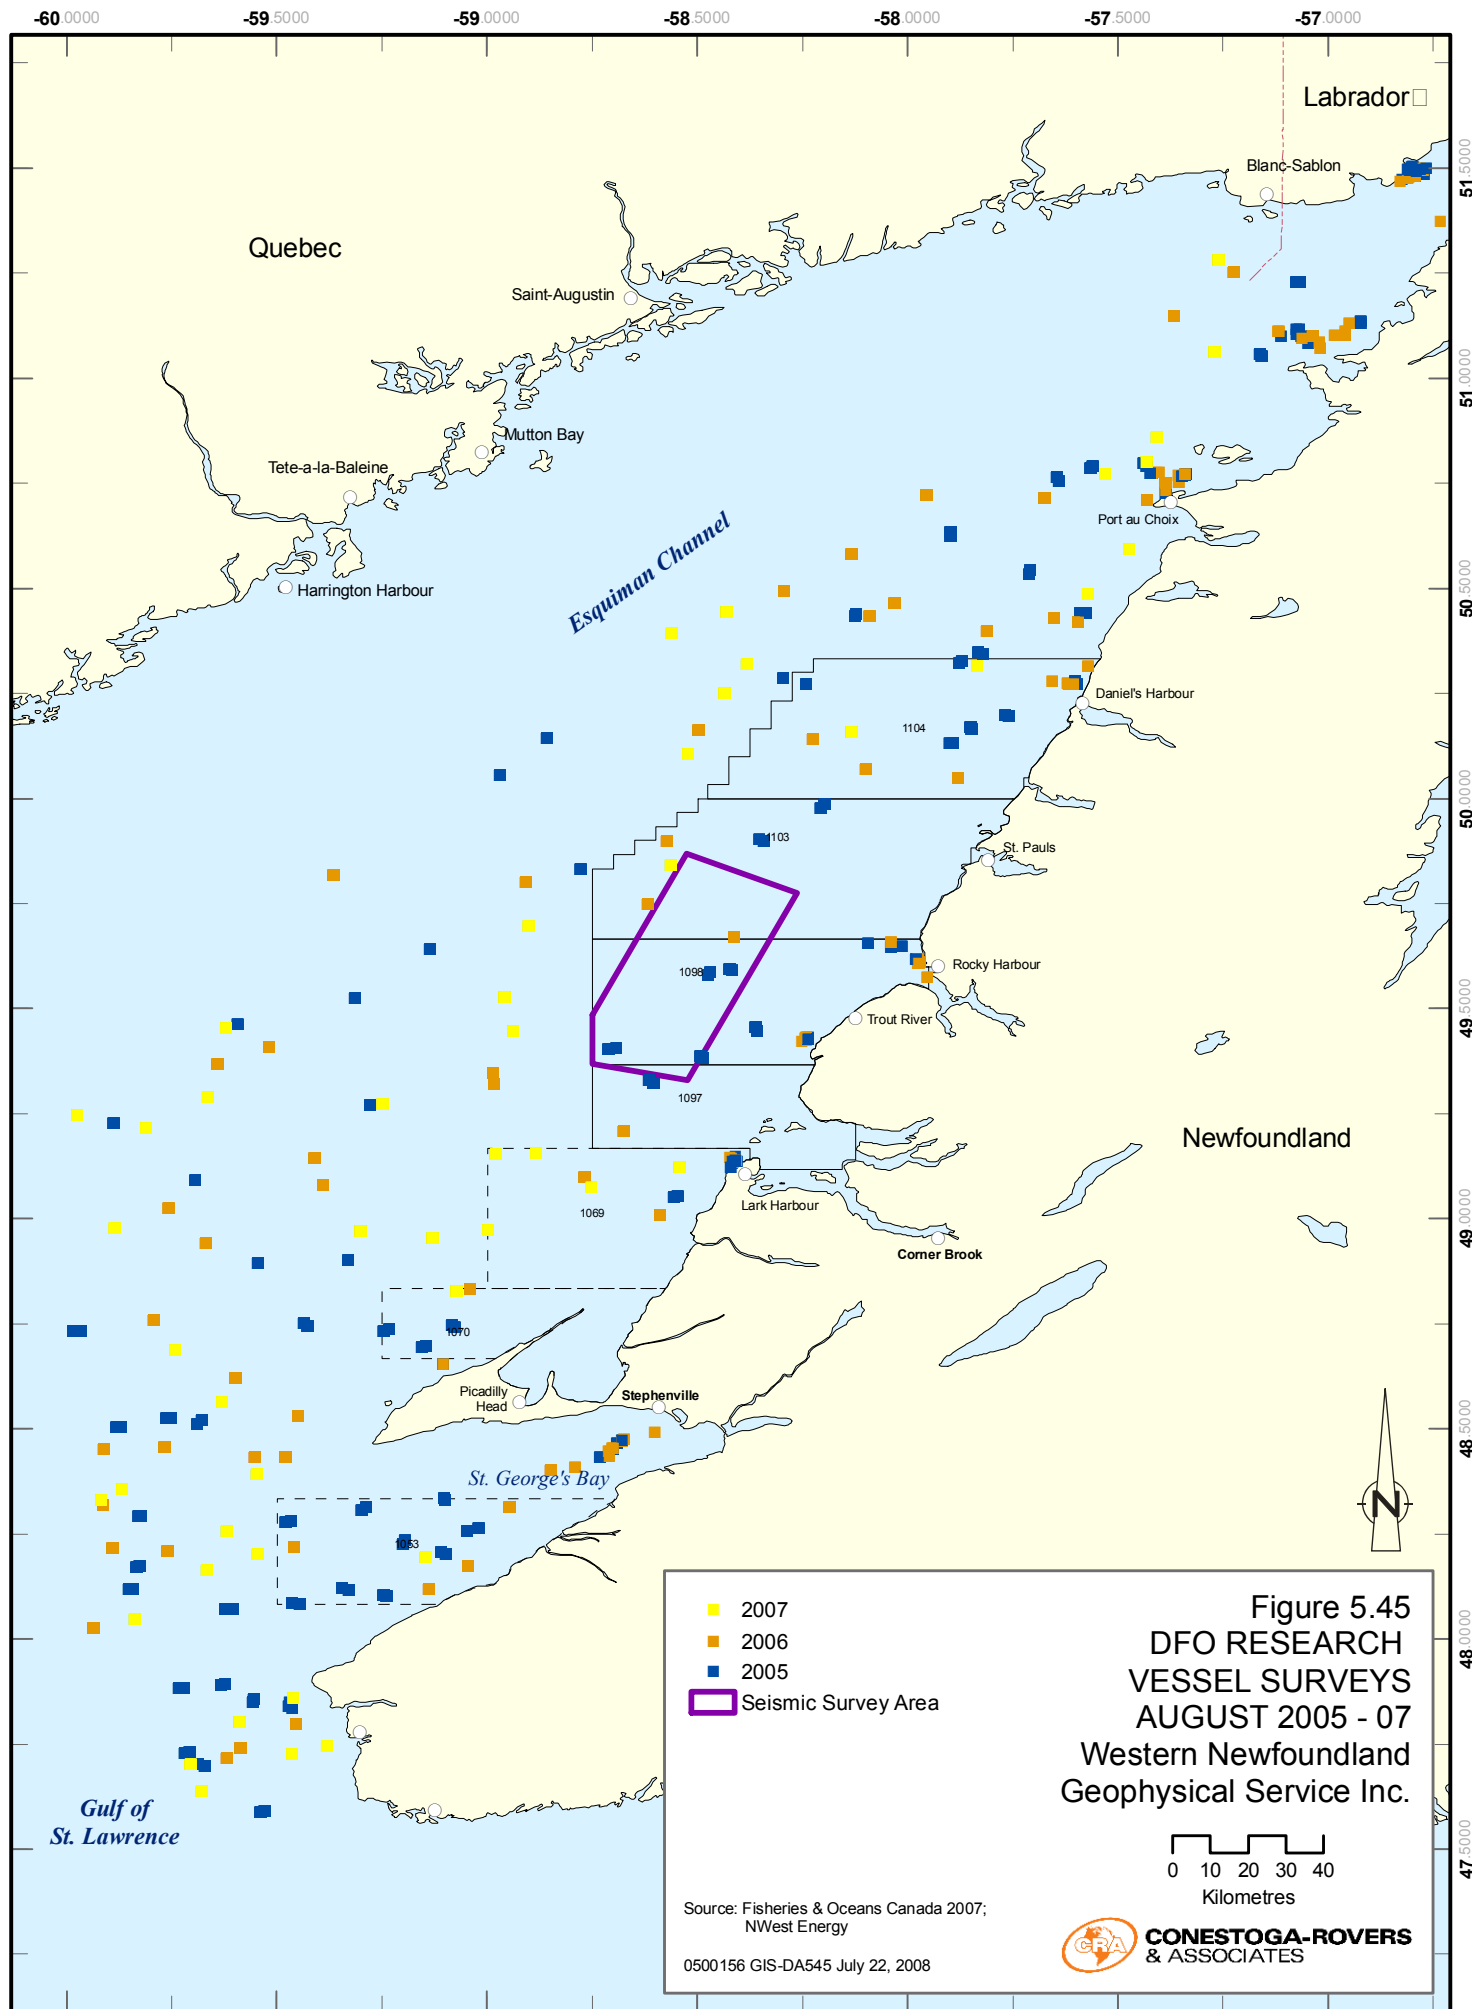 -60.0000 -59.5000 -59.0000 -58.5000 -58.0000 -57.5000 -57.0000
Labrador
Blanc-Sablon
51.5000
Quebec
Saint-Augustin
51.0000
Mutton Bay
Tete-a-la-Baleine
Port au Choix
Esquiman Channel
Harrington Harbour
50.5000
Daniel's Harbour
1104
50.0000
1103
St. Pauls
Rocky Harbour
1098
49.5000
Trout River
1097
Newfoundland
Lark Harbour
1069
49.0000
Corner Brook
1070
Picadilly
Head
Stephenville
48.5000
St. George's Bay
N
1053
2007
2006
2005
Seismic Survey Area
Figure 5.45
DFO RESEARCH
VESSEL SURVEYS
AUGUST 2005 - 07
Western Newfoundland
Geophysical Service Inc.
48.0000
Gulf of
St. Lawrence
47.5000
0 10 20 30 40
Kilometres
Source: Fisheries & Oceans Canada 2007;
NWest Energy
0500156 GIS-DA545 July 22, 2008
CRA
CONESTOGA-ROVERS
& ASSOCIATES